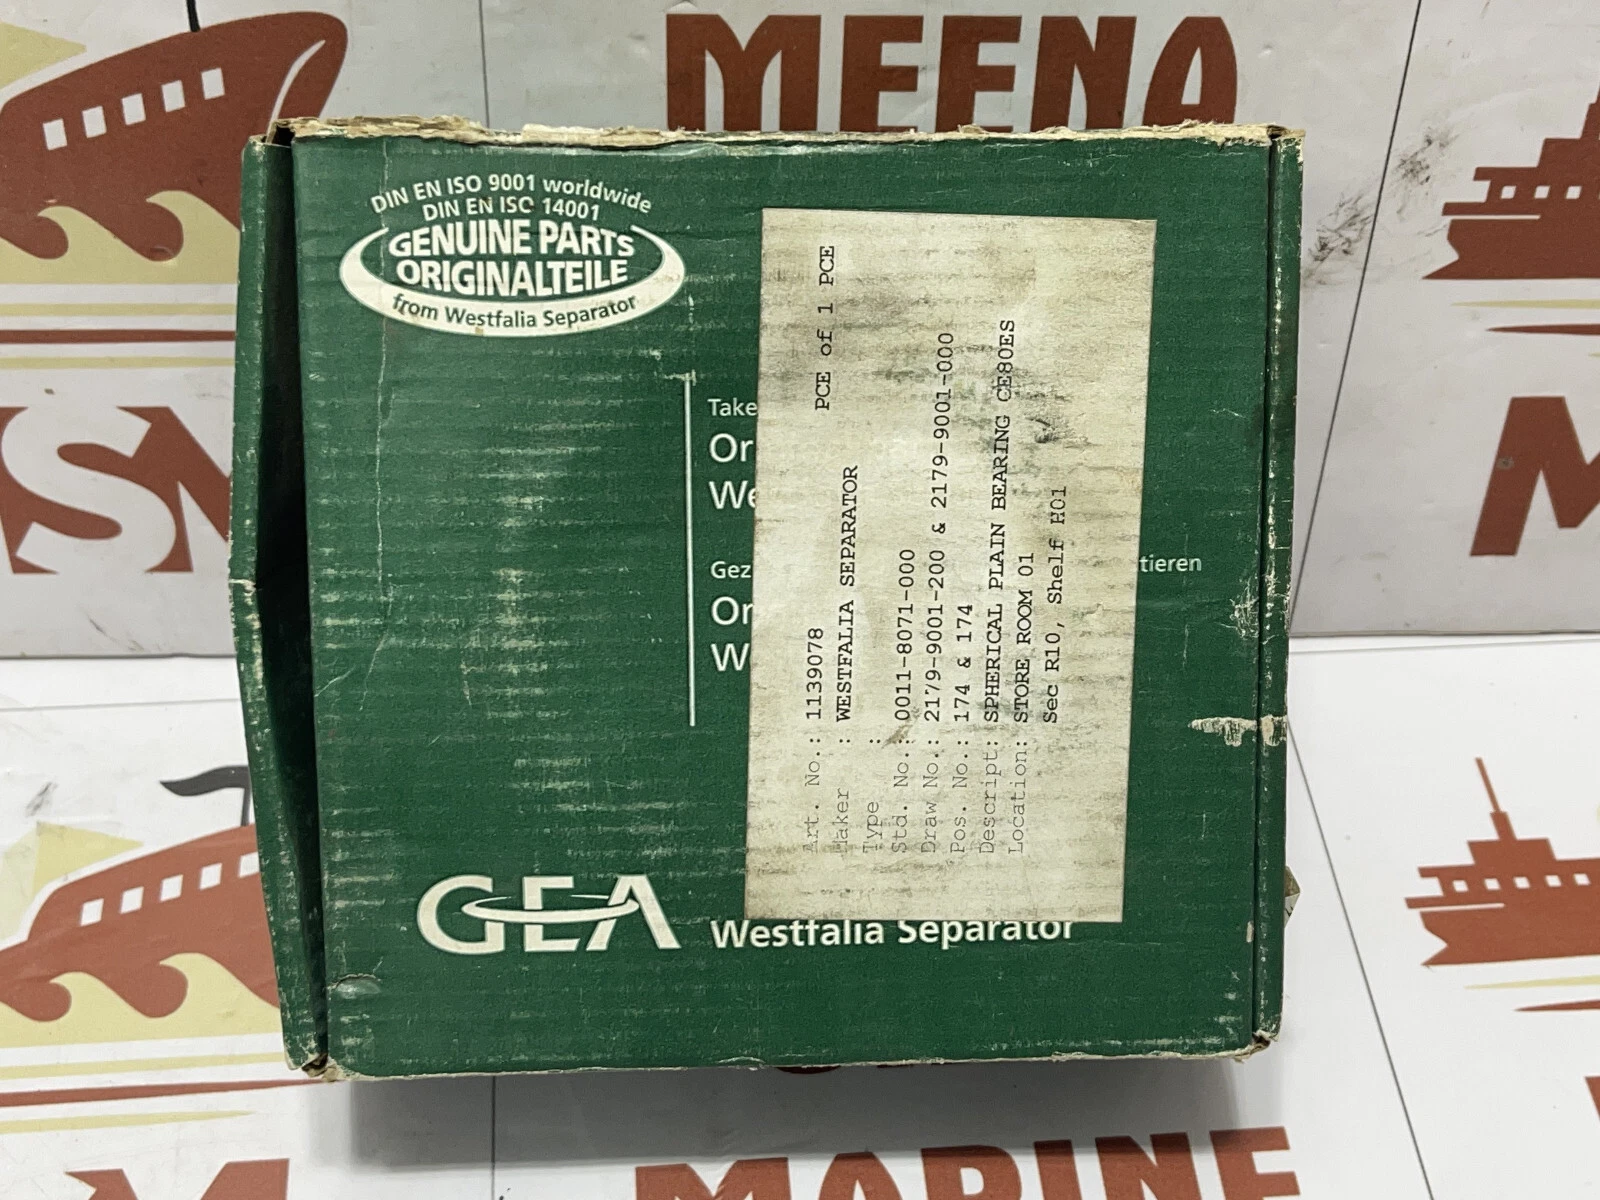 MEENA
DIN EN ISO 9001 worldwide
DIN EN ISO 14001
GENUINE PARTS
ORIGINALTEILE
from Westfalia Separator
Take
Or
We
Gez
tieren
Or
W
Art. No.: 1139078 PCE of 1 PCE
Maker : WESTFALIA SEPARATOR
Type :
Std. No.: 0011-8071-000
Draw No.: 2179-9001-200 & 2179-9001-000
Pos. No.: 174 & 174
Descript: SPHERICAL PLAIN BEARING CE80ES
Location: STORE ROOM 01
Sec R10, Shelf H01
GEA
Westfalia Separator
MARINE